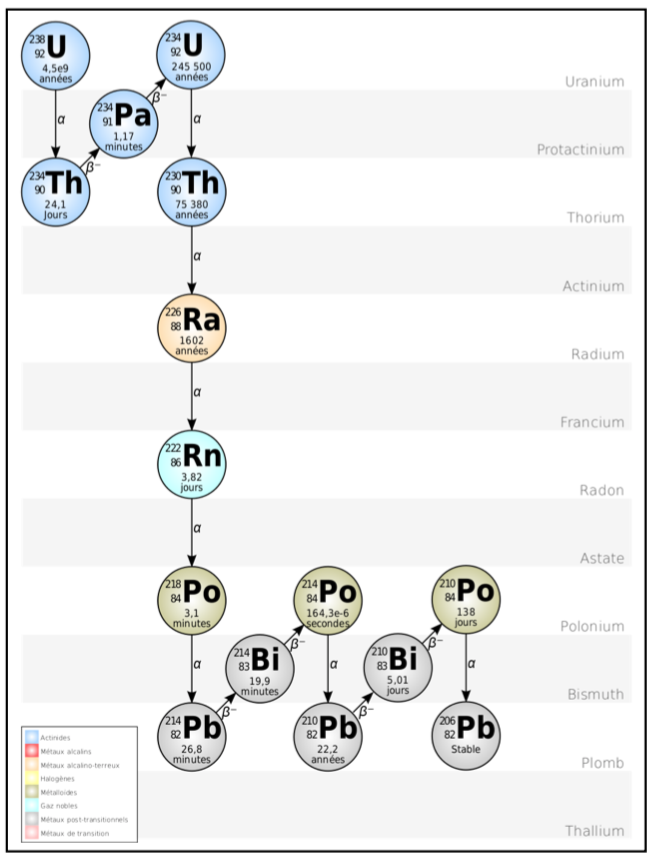 238
92 U
4,5e9
années
234
92 U
245 500
années
Uranium
α
β⁻
α
234
91 Pa
1,17
minutes
Protactinium
β⁻
234
90 Th
24,1
Jours
230
90 Th
75 380
années
Thorium
α
Actinium
226
88 Ra
1602
années
Radium
α
Francium
222
86 Rn
3,82
jours
Radon
α
Astate
218
84 Po
3,1
minutes
214
84 Po
164,3e-6
secondes
210
84 Po
138
jours
Polonium
α
β⁻
α
β⁻
α
214
83 Bi
19,9
minutes
210
83 Bi
5,01
jours
Bismuth
β⁻
β⁻
214
82 Pb
26,8
minutes
210
82 Pb
22,2
années
206
82 Pb
Stable
Plomb
Actinides
Métaux alcalins
Métaux alcalino-terreux
Halogènes
Métalloïdes
Gaz nobles
Métaux post-transitionnels
Métaux de transition
Thallium